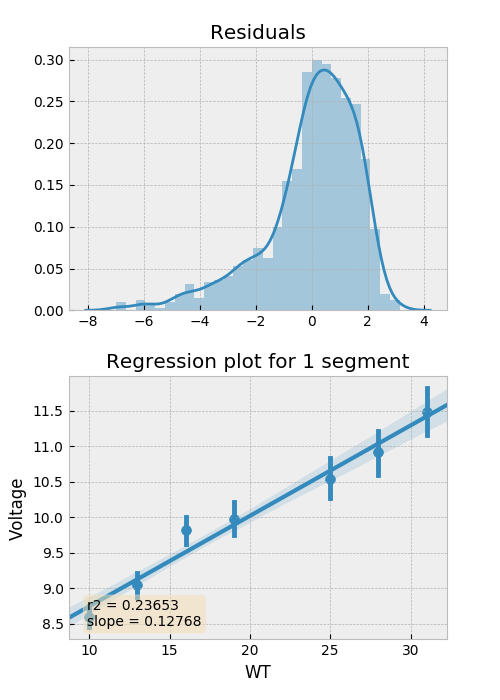 Residuals
0.30
0.25
0.20
0.15
0.10
0.05
0.00
−8 −6 −4 −2 0 2 4
Regression plot for 1 segment
11.5
11.0
10.5
10.0
9.5
9.0
8.5
Voltage
r2 = 0.23653
slope = 0.12768
10 15 20 25 30
WT